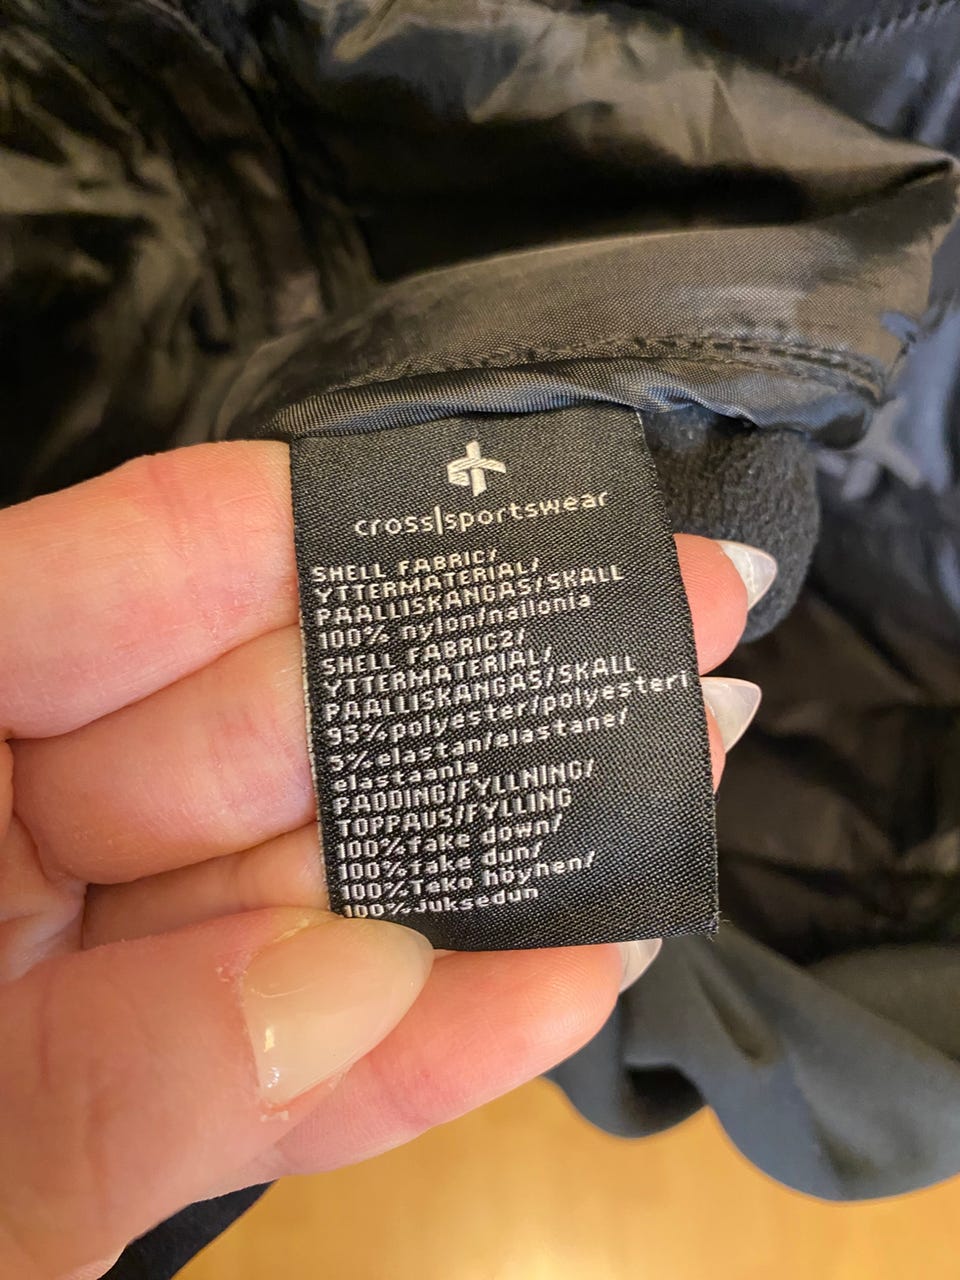 cross|sportswear
SHELL FABRIC/
YTTERMATERIAL/
PAALLISKANGAS/SKALL
100% nylon/nailonia
SHELL FABRIC2/
YTTERMATERIAL/
PAALLISKANGAS/SKALL
95% polyester/polyesteri
5% elastan/elastane/
elastaania
PADDING/FYLLNING/
TOPPAUS/FYLLING
100% fake down/
100% fake dun/
100% Teko höyhen/
100% Juksedun